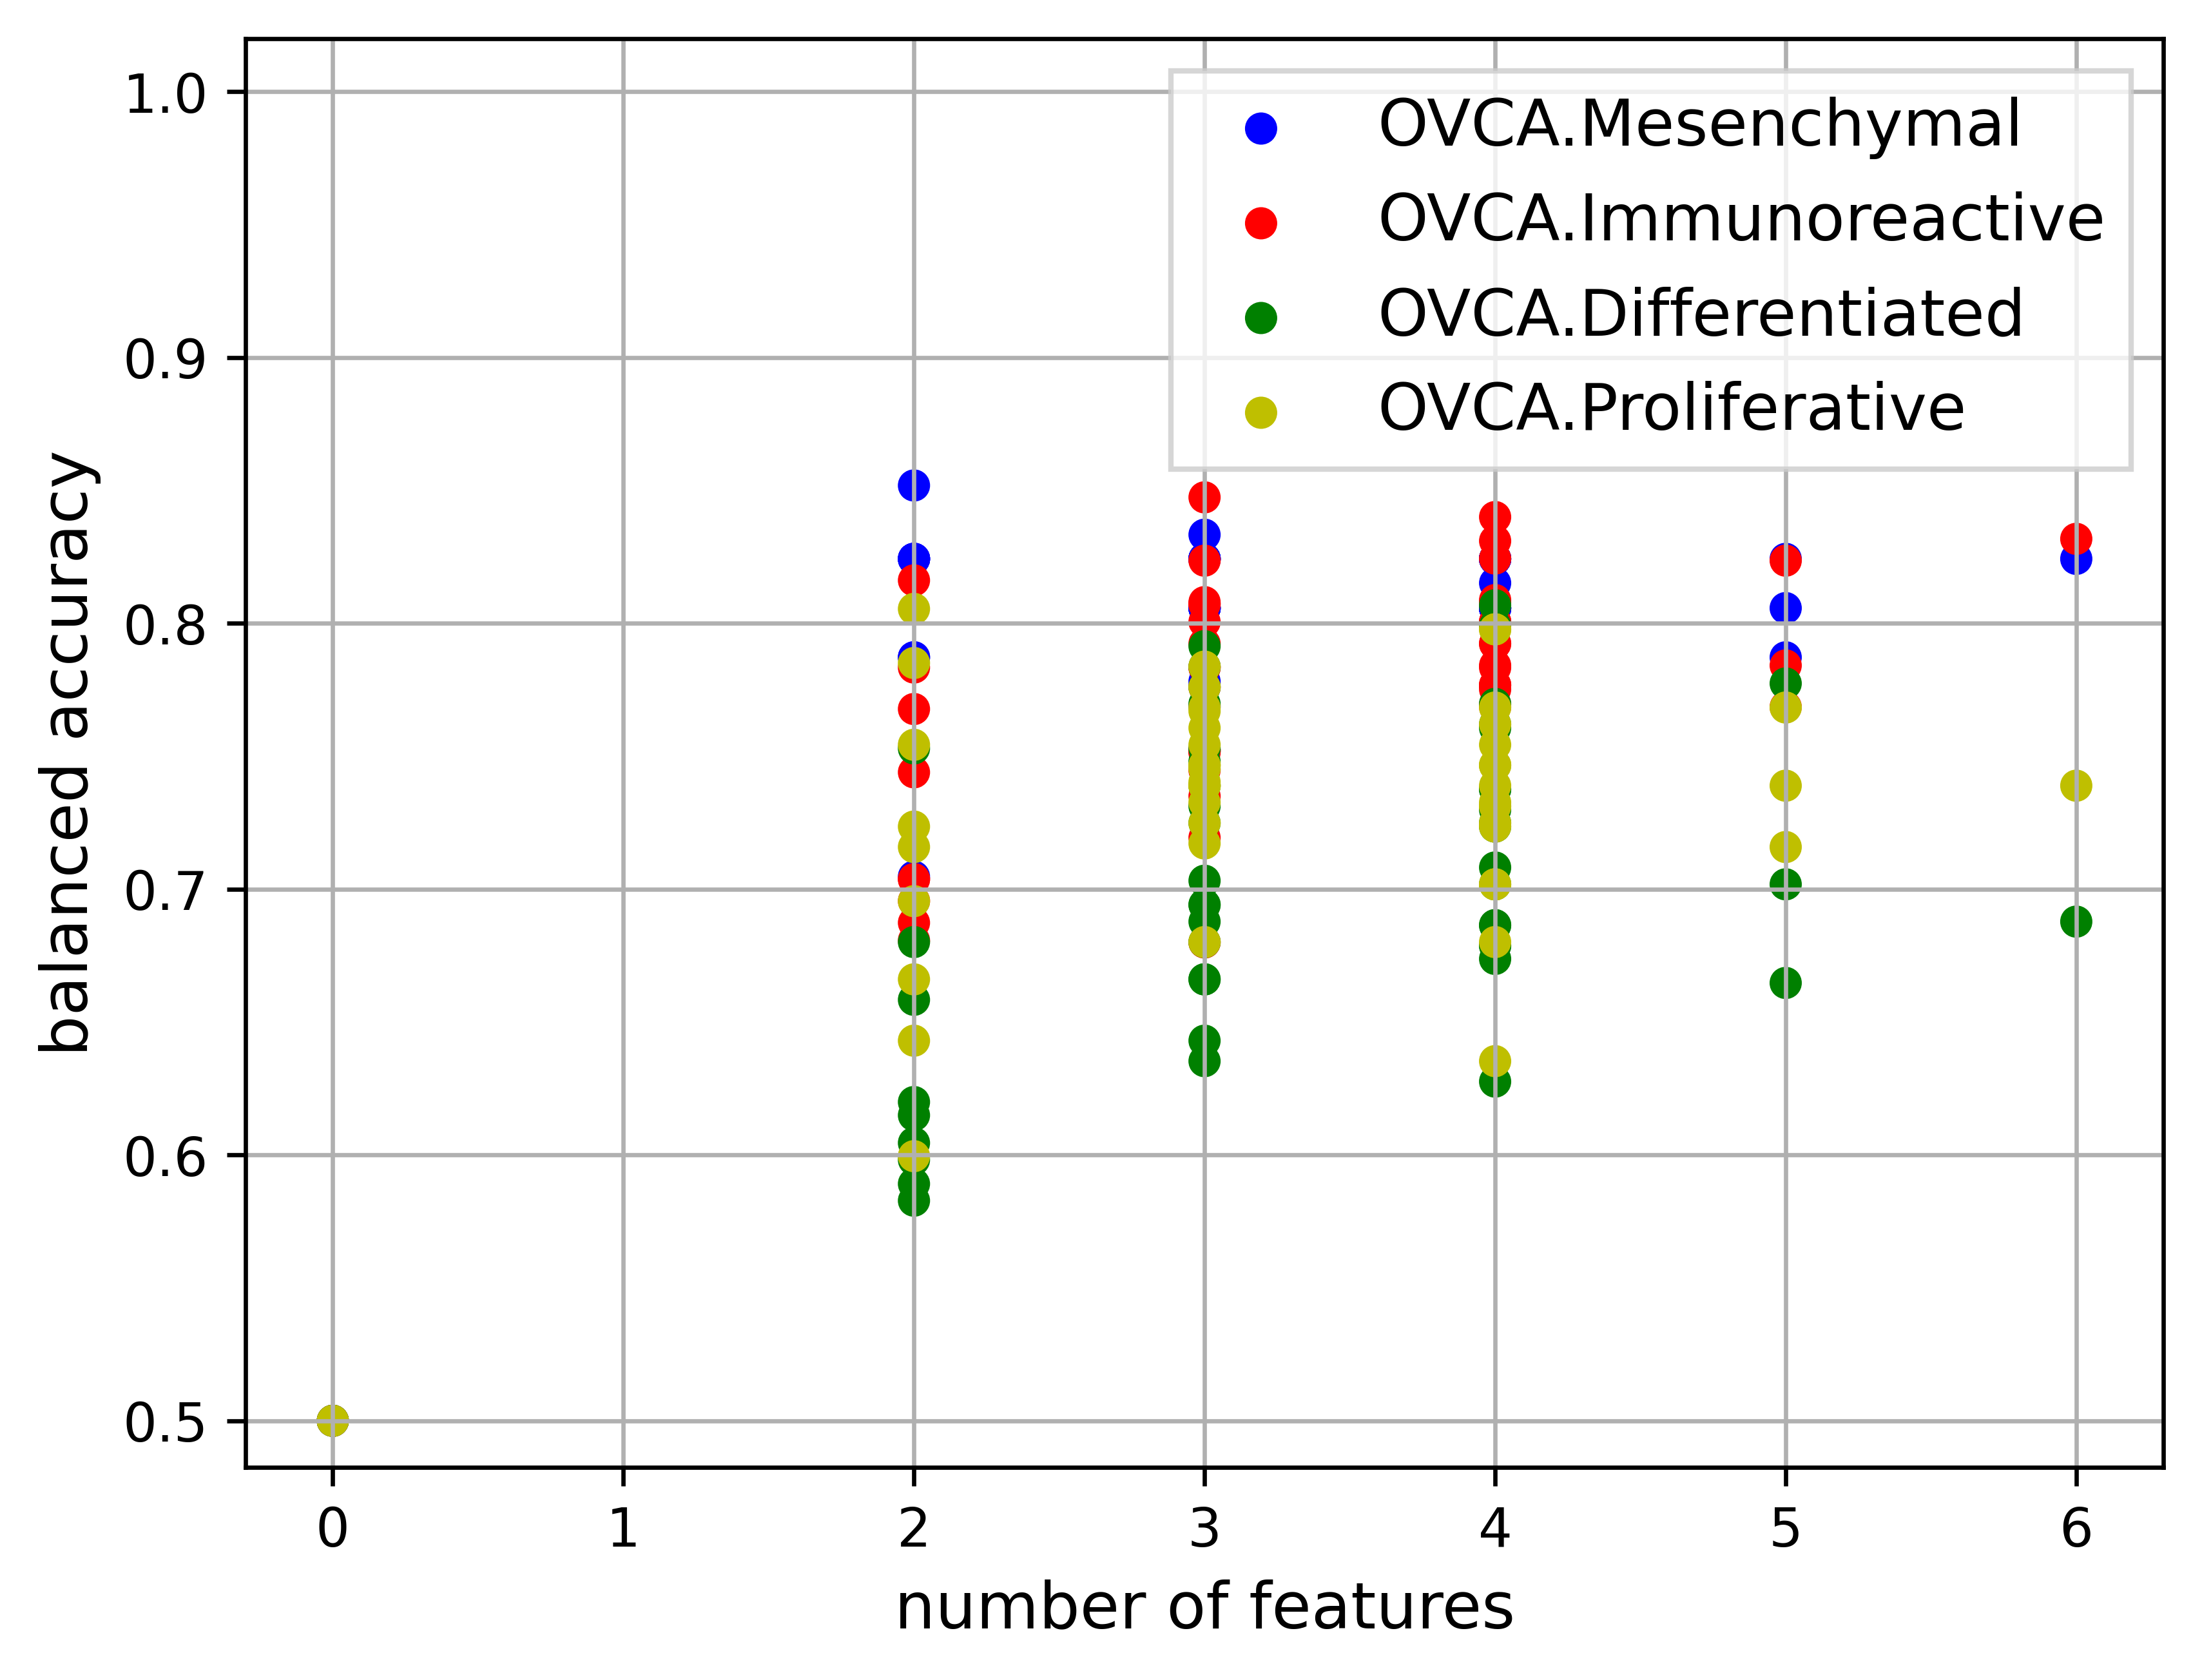 1.0
0.9
0.8
0.7
0.6
0.5
balanced accuracy
OVCA.Mesenchymal
OVCA.Immunoreactive
OVCA.Differentiated
OVCA.Proliferative
0 1 2 3 4 5 6
number of features